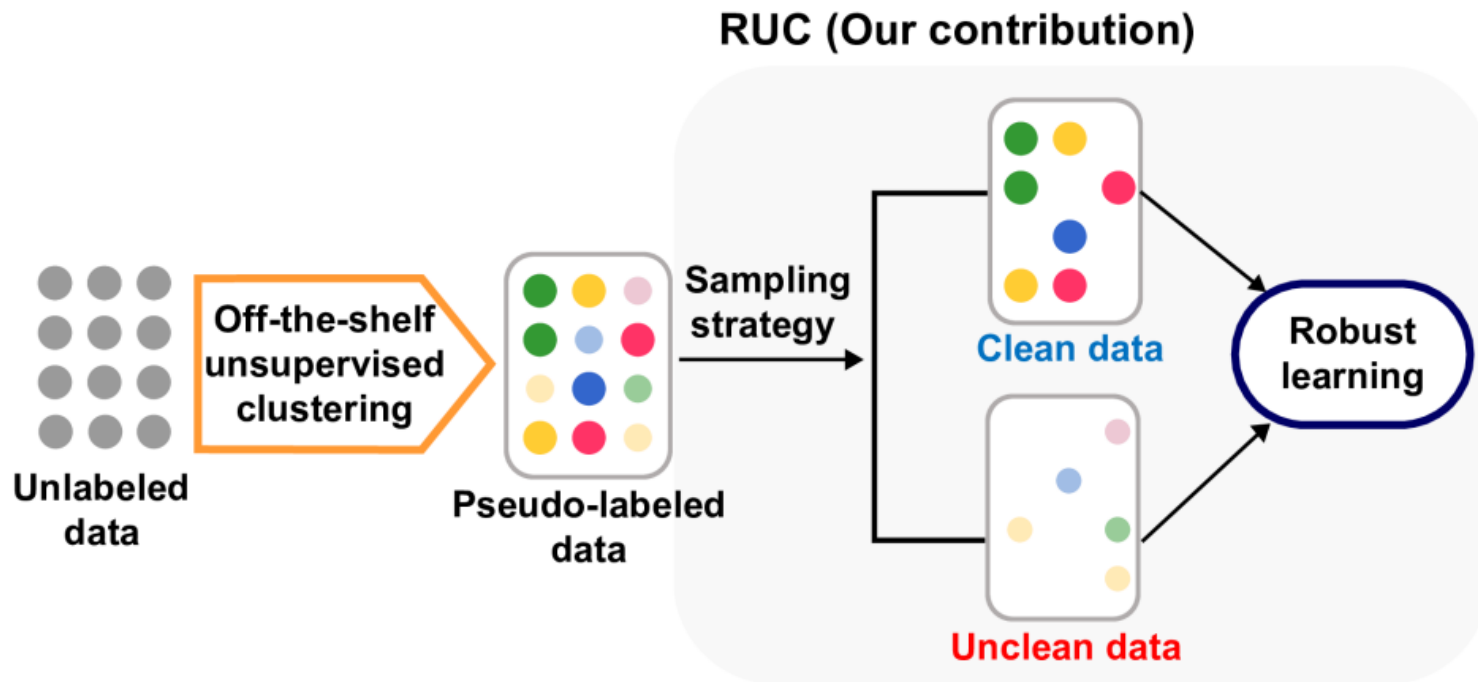 RUC (Our contribution)
Off-the-shelf
unsupervised
clustering
Unlabeled
data
Pseudo-labeled
data
Sampling
strategy
Clean data
Unclean data
Robust
learning